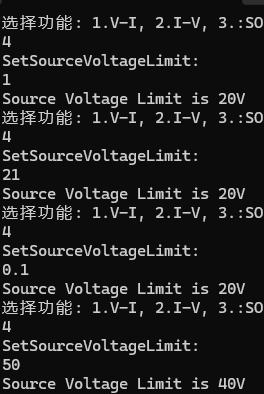 选择功能: 1.V-I, 2.I-V, 3.:SO
4
SetSourceVoltageLimit:
1
Source Voltage Limit is 20V
选择功能: 1.V-I, 2.I-V, 3.:SO
4
SetSourceVoltageLimit:
21
Source Voltage Limit is 20V
选择功能: 1.V-I, 2.I-V, 3.:SO
4
SetSourceVoltageLimit:
0.1
Source Voltage Limit is 20V
选择功能: 1.V-I, 2.I-V, 3.:SO
4
SetSourceVoltageLimit:
50
Source Voltage Limit is 40V